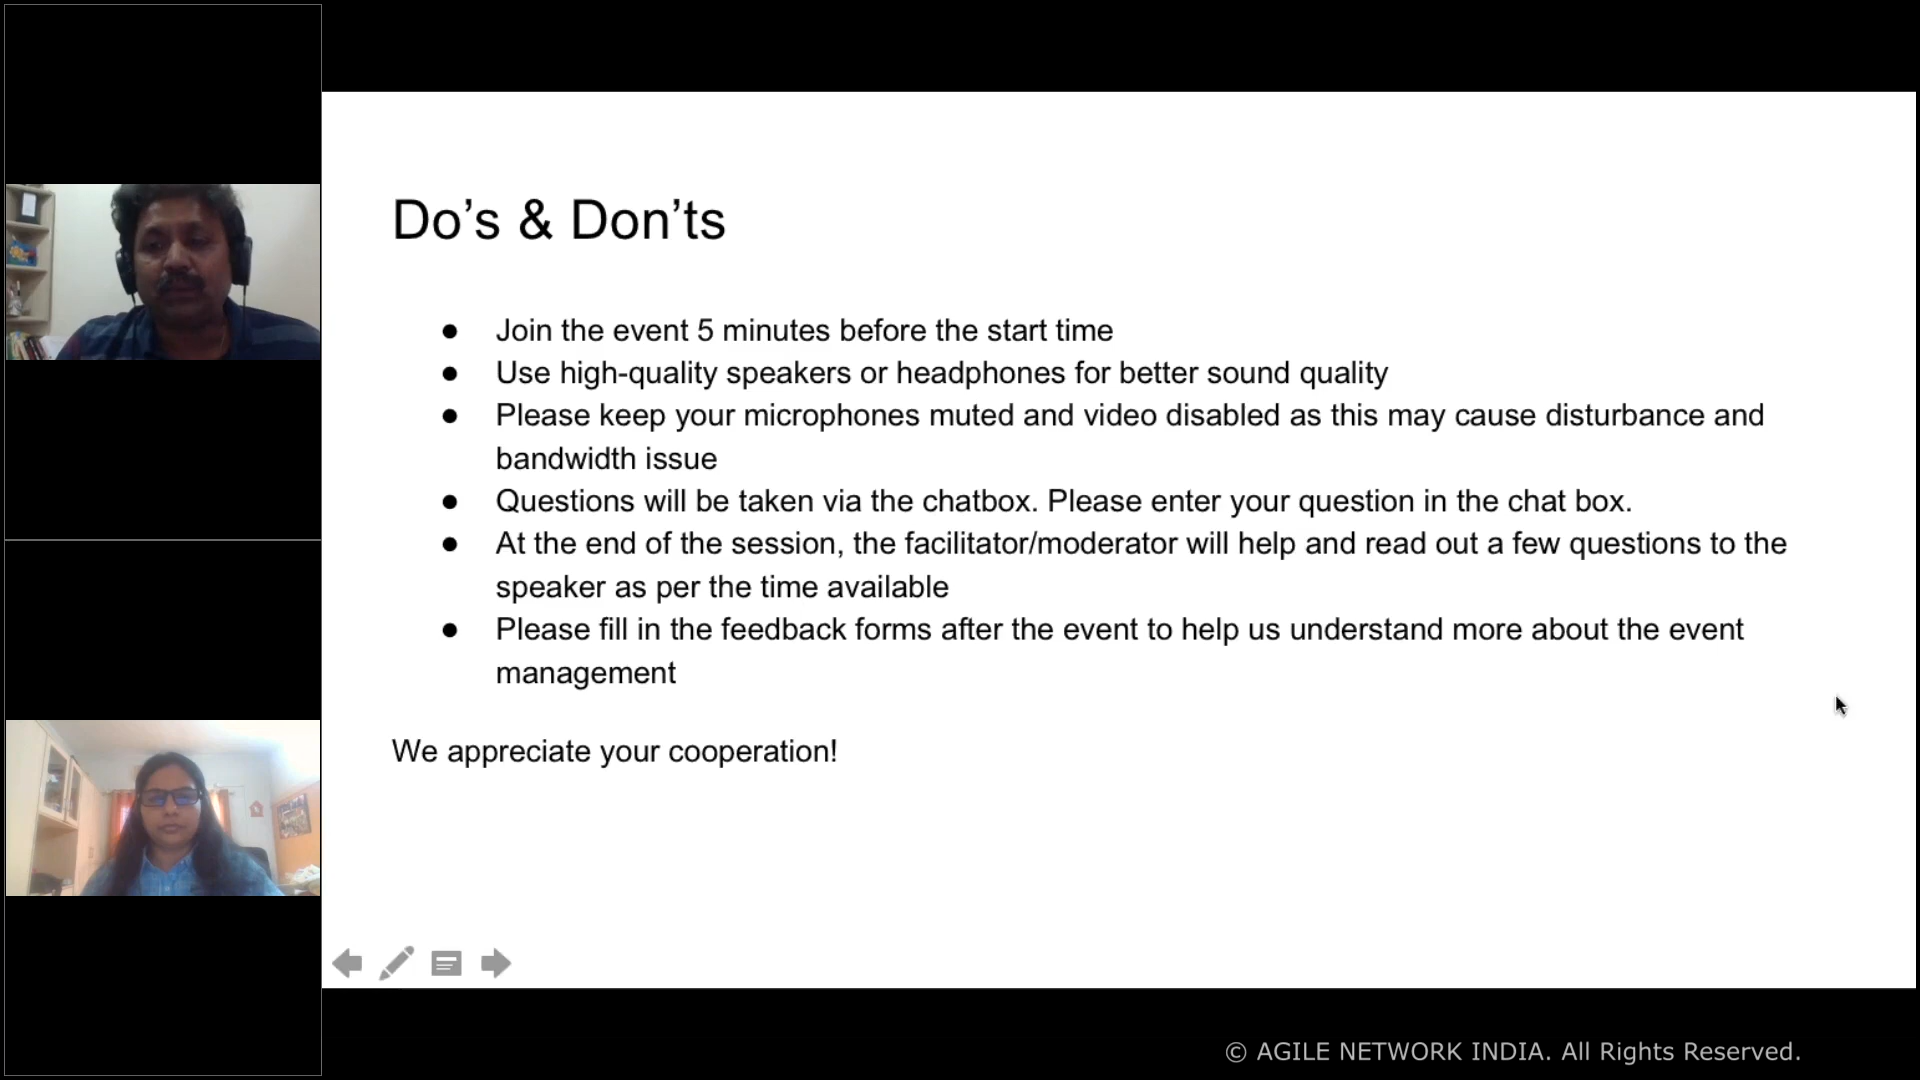 Do’s & Don’ts
● Join the event 5 minutes before the start time
● Use high-quality speakers or headphones for better sound quality
● Please keep your microphones muted and video disabled as this may cause disturbance and
bandwidth issue
● Questions will be taken via the chatbox. Please enter your question in the chat box.
● At the end of the session, the facilitator/moderator will help and read out a few questions to the
speaker as per the time available
● Please fill in the feedback forms after the event to help us understand more about the event
management
We appreciate your cooperation!
© AGILE NETWORK INDIA. All Rights Reserved.